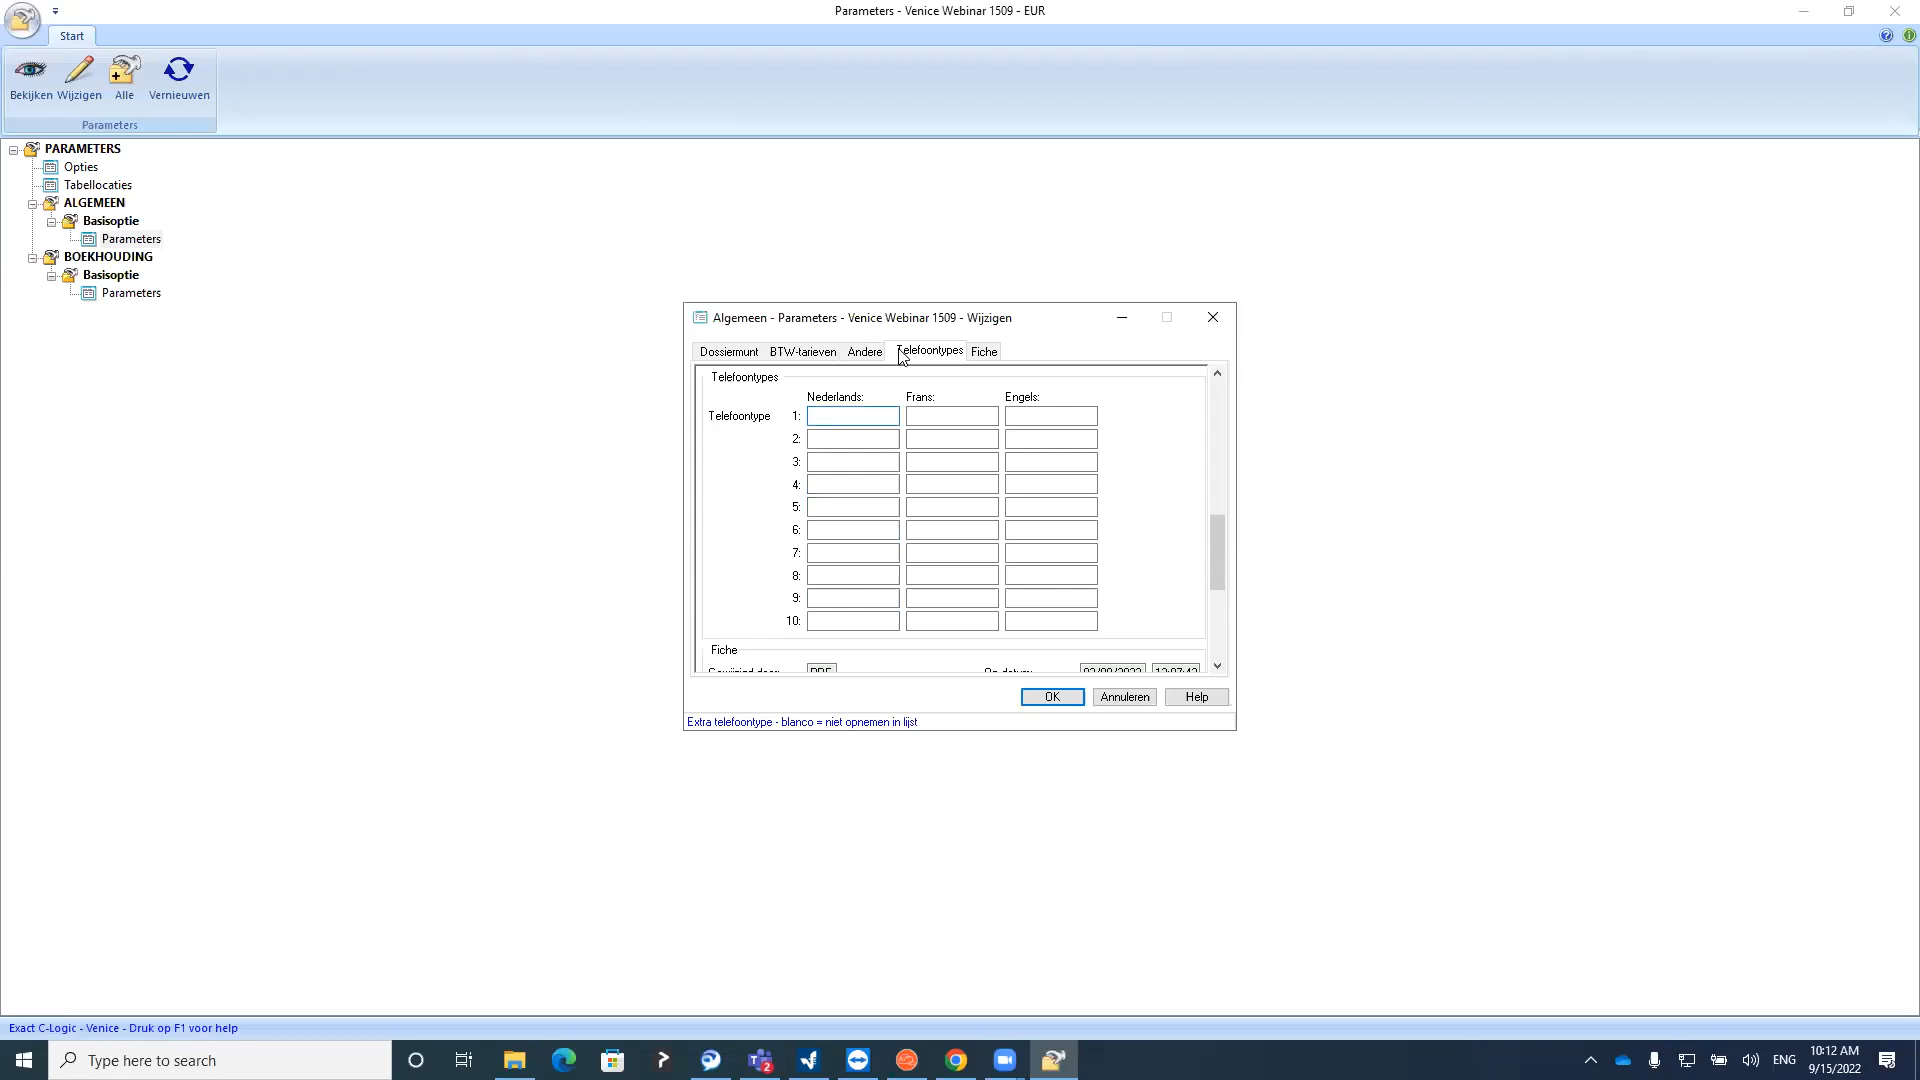 Parameters - Venice Webinar 1509 - EUR
Start
Bekijken Wijzigen Alle Vernieuwen
Parameters
PARAMETERS
Opties
Tabellocaties
ALGEMEEN
Basisoptie
Parameters
BOEKHOUDING
Basisoptie
Parameters
Algemeen - Parameters - Venice Webinar 1509 - Wijzigen
Dossiermunt BTW-tarieven Andere Telefoontypes Fiche
Telefoontypes
Nederlands: Frans: Engels:
Telefoontype 1:
2:
3:
4:
5:
6:
7:
8:
9:
10:
Fiche
OK Annuleren Help
Extra telefoontype - blanco = niet opnemen in lijst
Exact C-Logic - Venice - Druk op F1 voor help
Type here to search
2
ENG
10:12 AM
9/15/2022